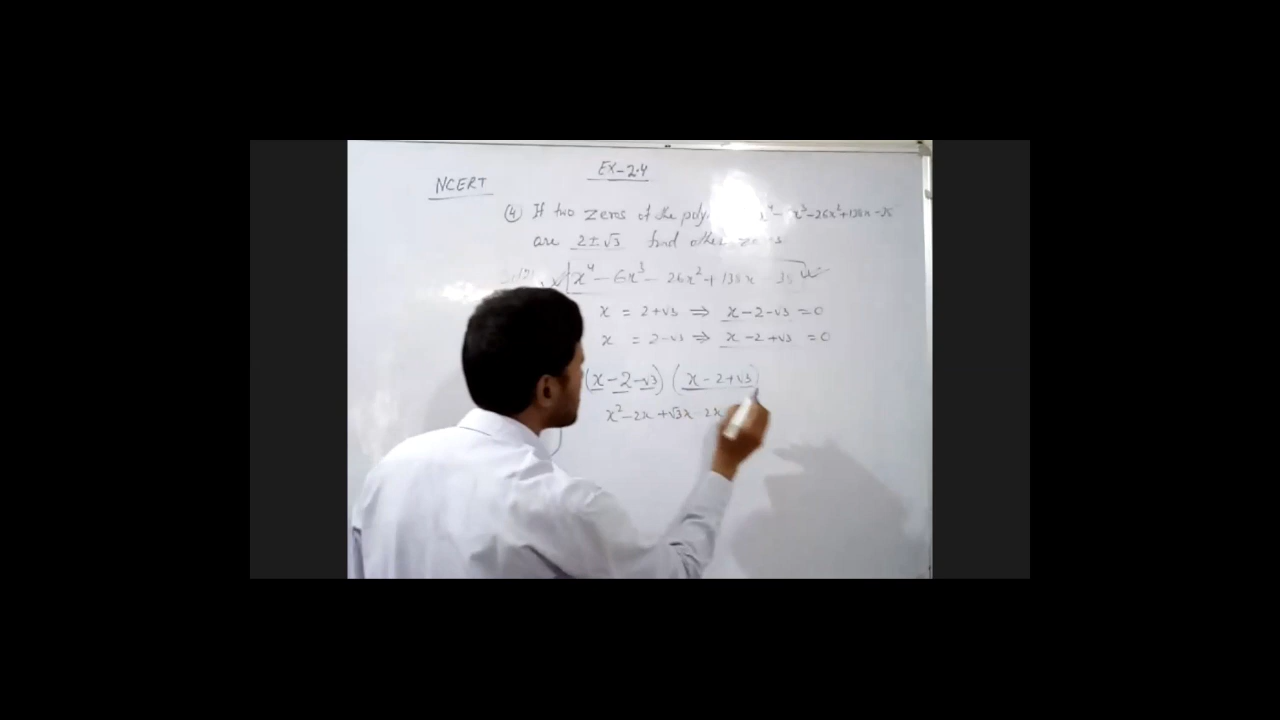 EX-2.4
NCERT
④ If two zeros of the poly x⁴ - x³-26x²+138x-35
are 2±√3 find other zeros
x⁴ - 6x³ - 26x² + 138x - 35
x = 2+√3 ⇒ x-2-√3 = 0
x = 2-√3 ⇒ x-2+√3 = 0
(x-2-√3) (x-2+√3)
x²-2x+√3x-2x